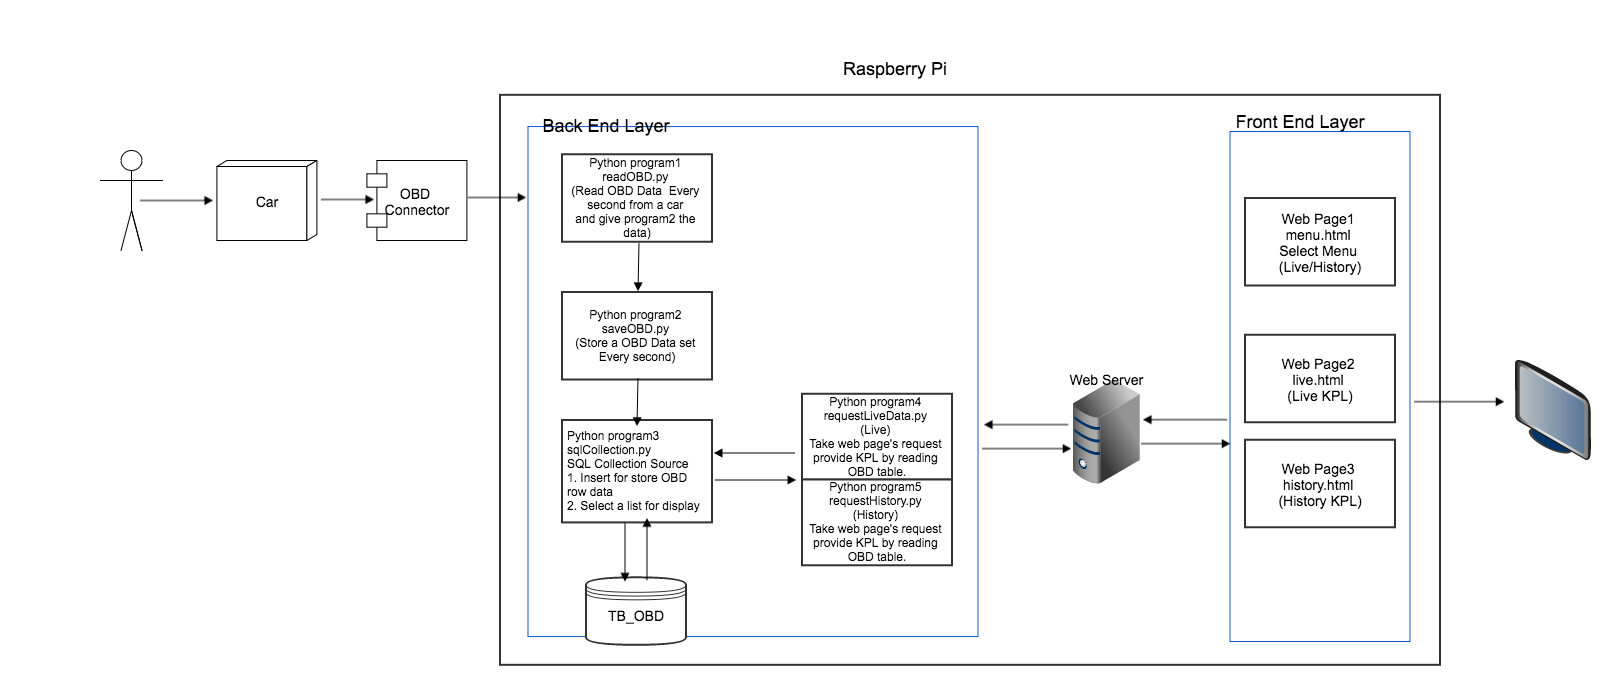 Raspberry Pi
Back End Layer
Front End Layer
Car
OBD
Connector
Python program1
readOBD.py
(Read OBD Data  Every
second from a car
and give program2 the
data)
Python program2
saveOBD.py
(Store a OBD Data set
Every second)
Python program3
sqlCollection.py
SQL Collection Source
1. Insert for store OBD
row data
2. Select a list for display
TB_OBD
Python program4
requestLiveData.py
(Live)
Take web page's request
provide KPL by reading
OBD table.
Python program5
requestHistory.py
(History)
Take web page's request
provide KPL by reading
OBD table.
Web Server
Web Page1
menu.html
Select Menu
(Live/History)
Web Page2
live.html
(Live KPL)
Web Page3
history.html
(History KPL)